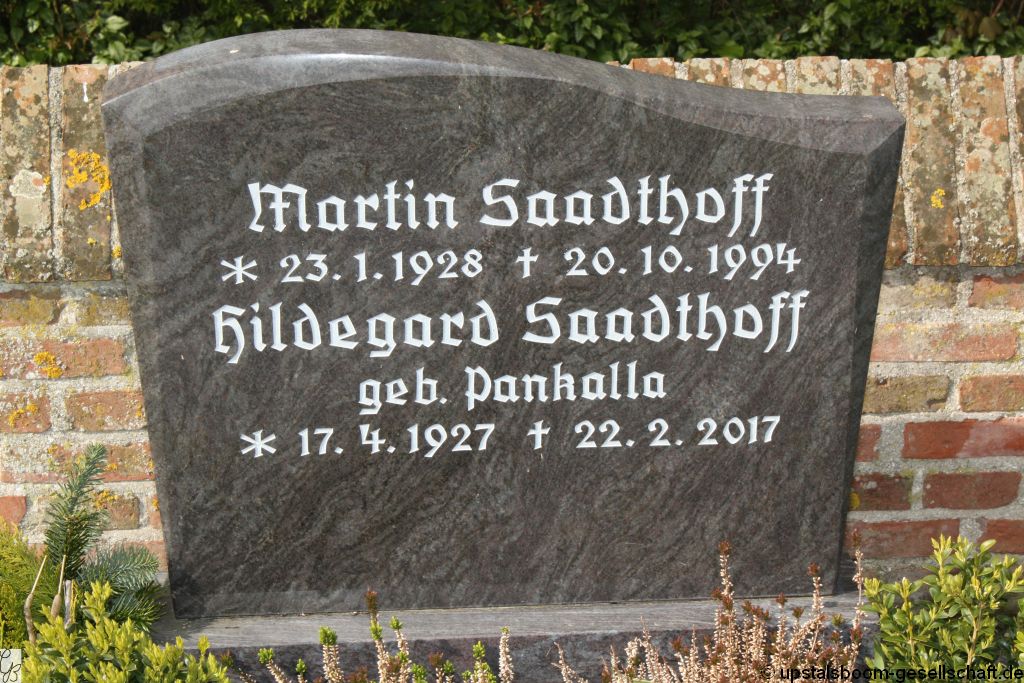 Martin Saadthoff
* 23. 1. 1928 † 20. 10. 1994
Hildegard Saadthoff
geb. Pankalla
* 17. 4. 1927 † 22. 2. 2017
© upstalsboom-gesellschaft.de